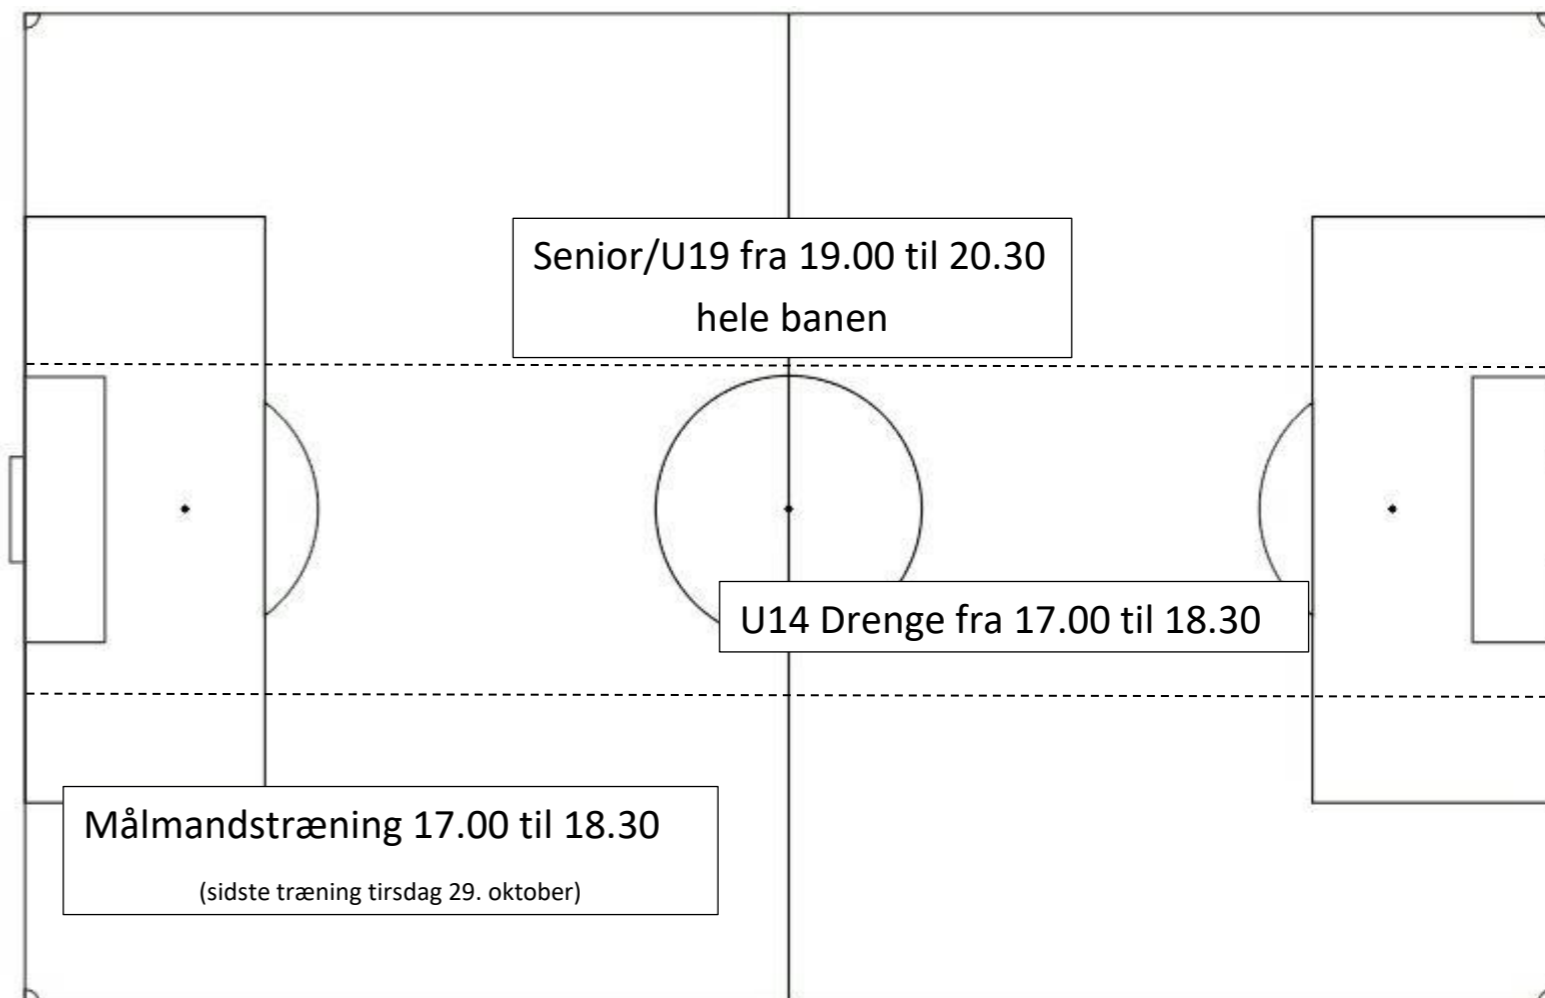 Senior/U19 fra 19.00 til 20.30
hele banen
U14 Drenge fra 17.00 til 18.30
Målmandstræning 17.00 til 18.30
(sidste træning tirsdag 29. oktober)